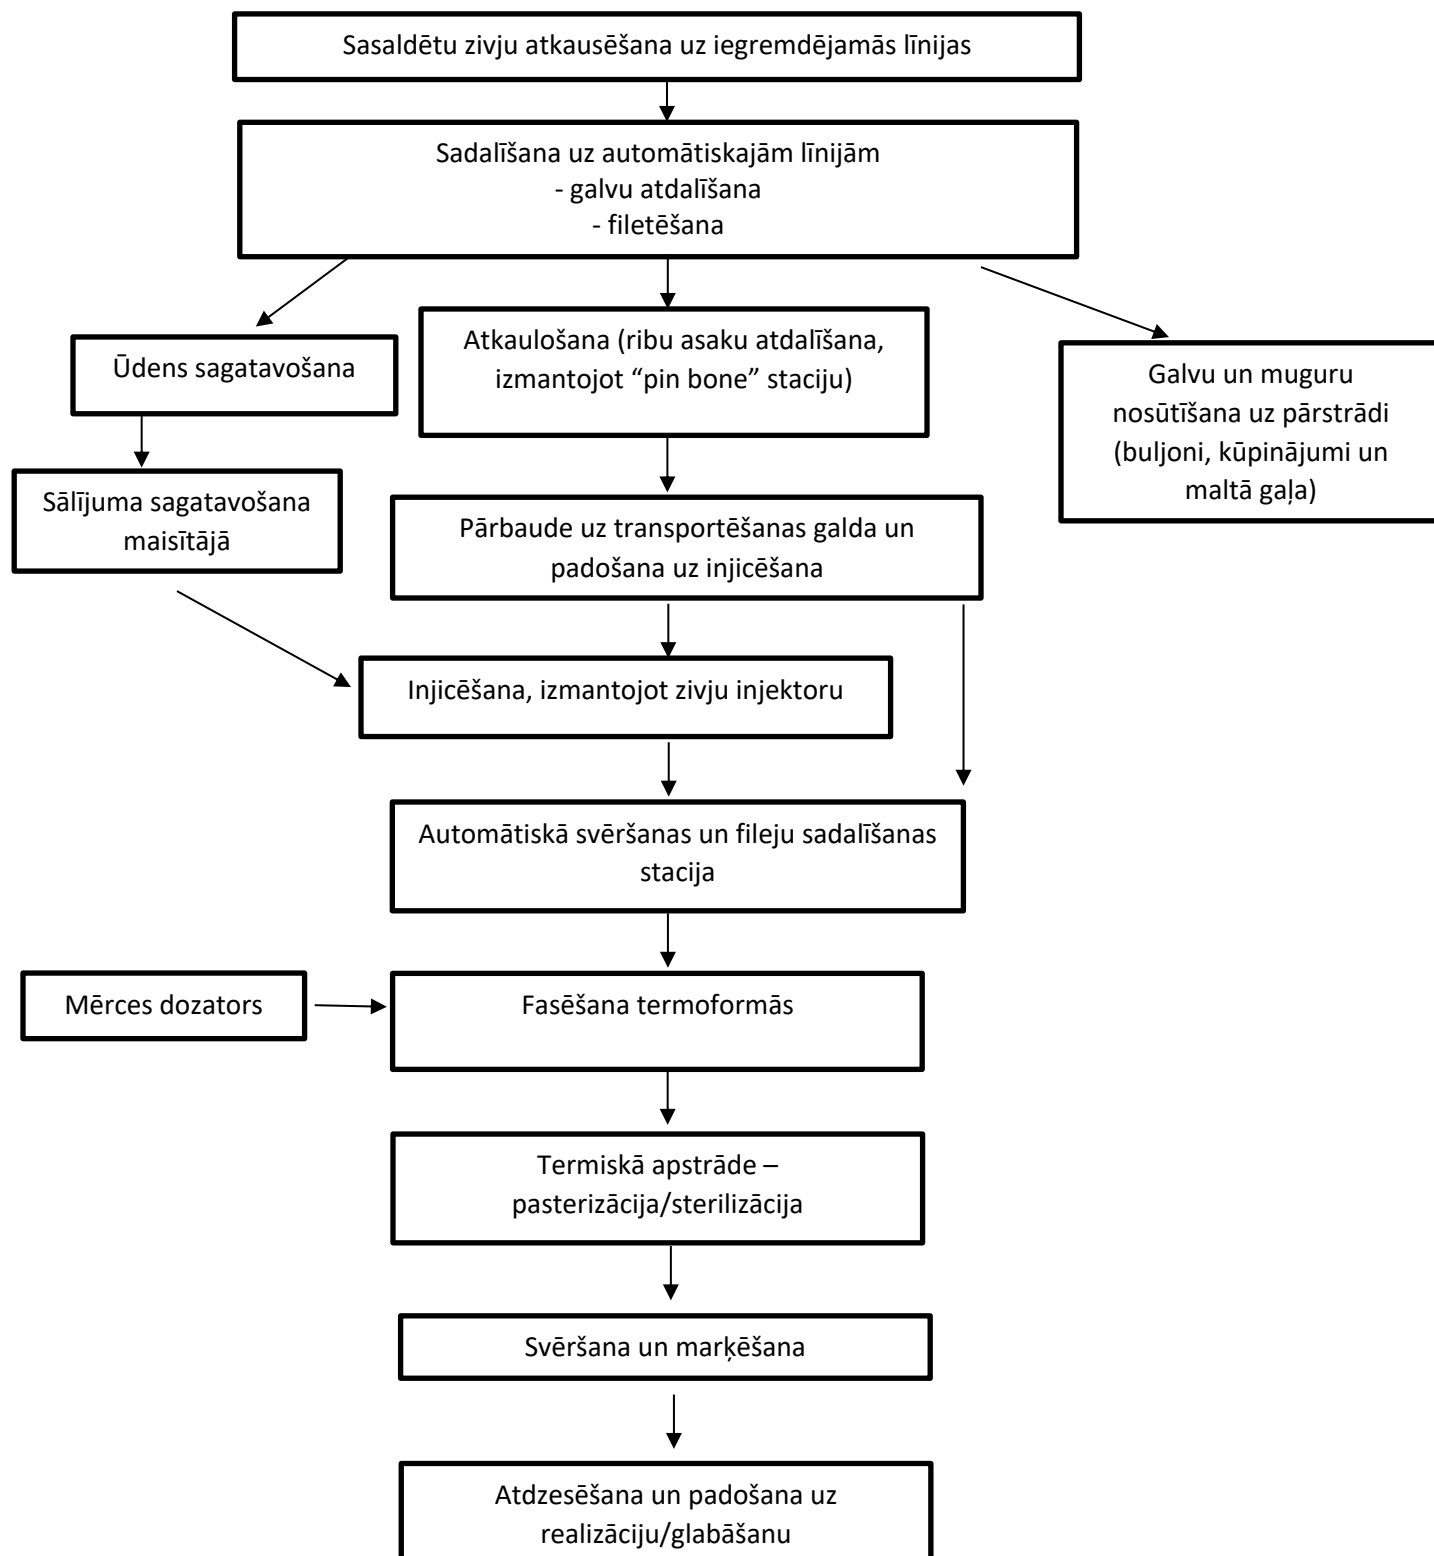 Sasaldētu zivju atkausēšana uz iegremdējamās līnijas
Sadalīšana uz automātiskajām līnijām
- galvu atdalīšana
- filetēšana
Ūdens sagatavošana
Atkaulošana (ribu asaku atdalīšana,
izmantojot “pin bone” staciju)
Galvu un muguru
nosūtīšana uz pārstrādi
(buljoni, kūpinājumi un
maltā gaļa)
Sālījuma sagatavošana
maisītājā
Pārbaude uz transportēšanas galda un
padošana uz injicēšana
Injicēšana, izmantojot zivju injektoru
Automātiskā svēršanas un fileju sadalīšanas
stacija
Mērces dozators
Fasēšana termoformās
Termiskā apstrāde –
pasterizācija/sterilizācija
Svēršana un marķēšana
Atdzesēšana un padošana uz
realizāciju/glabāšanu